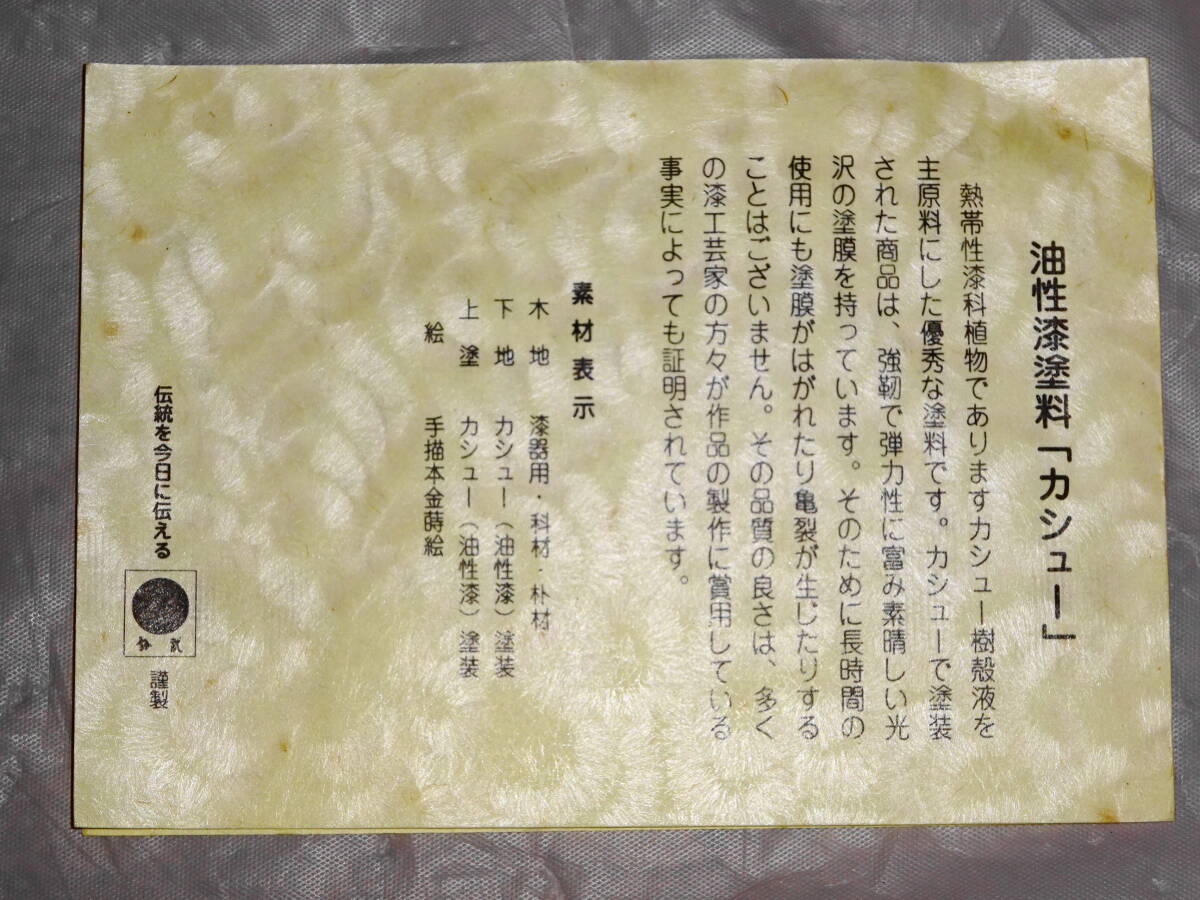 油性漆塗料「カシュー」
熱帯性漆科植物でありますカシュー樹殻液を
主原料にした優秀な塗料です。カシューで塗装
された商品は、強靭で弾力性に富み素晴しい光
沢の塗膜を持っています。そのために長時間の
使用にも塗膜がはがれたり亀裂が生じたりする
ことはございません。その品質の良さは、多く
の漆工芸家の方々が作品の製作に賞用している
事実によっても証明されています。
素材表示
木地 漆器用・科材・朴材
下地 カシュー(油性漆)塗装
上塗 カシュー(油性漆)塗装
絵 手描本金蒔絵
伝統を今日に伝える
謹製